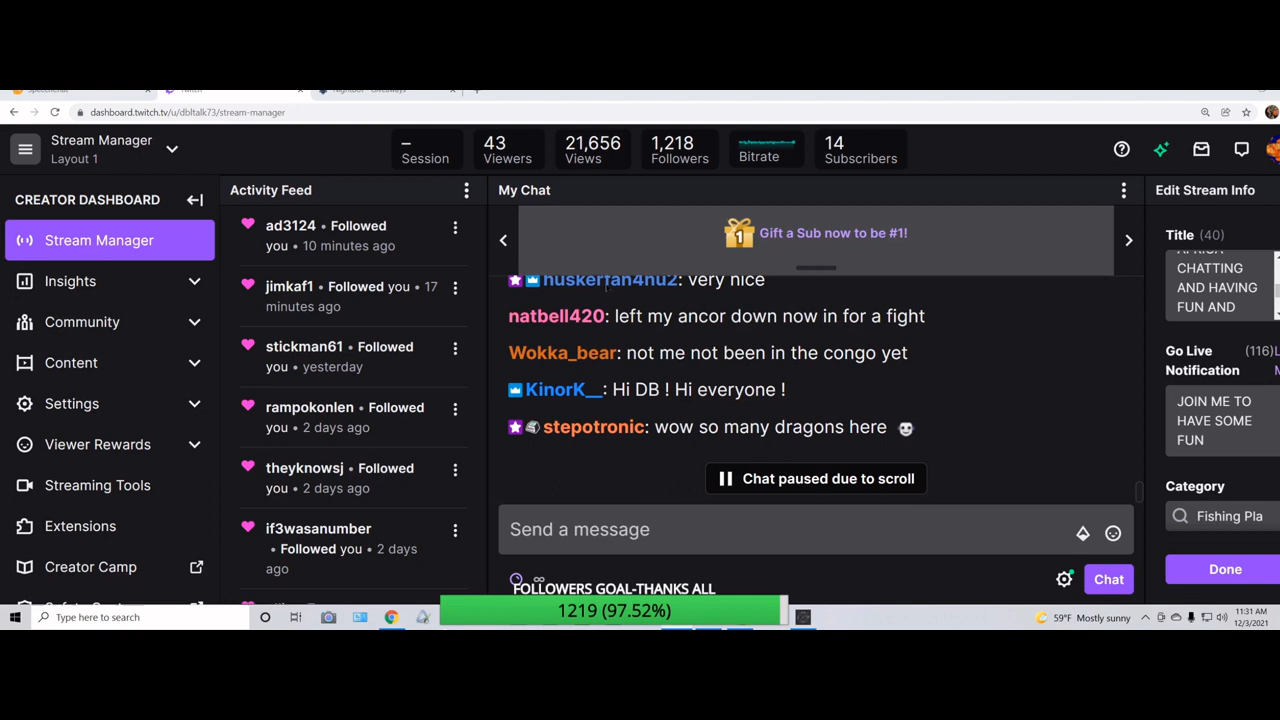 Twitch
dashboard.twitch.tv/u/dbltalk73/stream-manager
Stream Manager
Layout 1
–
Session
43
Viewers
21,656
Views
1,218
Followers
Bitrate
14
Subscribers
CREATOR DASHBOARD
Stream Manager
Insights
Community
Content
Settings
Viewer Rewards
Streaming Tools
Extensions
Creator Camp
Activity Feed
ad3124 • Followed
you • 10 minutes ago
jimkaf1 • Followed you • 17
minutes ago
stickman61 • Followed
you • yesterday
rampokonlen • Followed
you • 2 days ago
theyknowsj • Followed
you • 2 days ago
if3wasanumber
• Followed you • 2 days
ago
My Chat
1
Gift a Sub now to be #1!
huskerfan4nu2: very nice
natbell420: left my ancor down now in for a fight
Wokka_bear: not me not been in the congo yet
KinorK__: Hi DB ! Hi everyone !
stepotronic: wow so many dragons here
Chat paused due to scroll
Send a message
Chat
FOLLOWERS GOAL-THANKS ALL
1219 (97.52%)
Edit Stream Info
Title (40)
AFRICA
CHATTING
AND HAVING
FUN AND
Go Live (116)
Notification
JOIN ME TO
HAVE SOME
FUN
Category
Fishing Pla
Done
Type here to search
59°F Mostly sunny
11:31 AM
12/3/2021